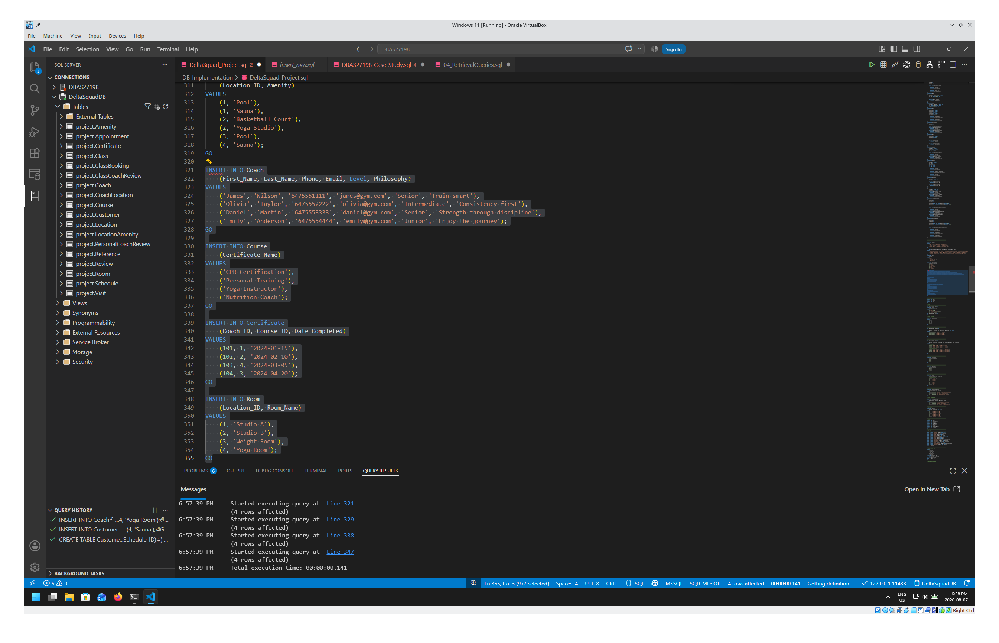 Windows 11 [Running] - Oracle VirtualBox
File Machine View Input Devices Help
File Edit Selection View Go Run Terminal Help
DBAS27198
Sign In
SQL SERVER
DeltaSquad_Project.sql 2
insert_new.sql
DBAS27198-Case-Study.sql 4
04_RetrievalQueries.sql
DB_Implementation > DeltaSquad_Project.sql
3
CONNECTIONS
DBAS27198
DeltaSquadDB
Tables
External Tables
project.Amenity
project.Appointment
project.Certificate
project.Class
project.ClassBooking
project.ClassCoachReview
project.Coach
project.CoachLocation
project.Course
project.Customer
project.Location
project.LocationAmenity
project.PersonalCoachReview
project.Reference
project.Review
project.Room
project.Schedule
project.Visit
Views
Synonyms
Programmability
External Resources
Service Broker
Storage
Security
311 (Location_ID, Amenity)
312 VALUES
313 (1, 'Pool'),
314 (1, 'Sauna'),
315 (2, 'Basketball Court'),
316 (2, 'Yoga Studio'),
317 (3, 'Pool'),
318 (4, 'Sauna');
319 GO
320
321 INSERT INTO Coach
322 (First_Name, Last_Name, Phone, Email, Level, Philosophy)
323 VALUES
324 ('James', 'Wilson', '6475551111', 'james@gym.com', 'Senior', 'Train smart'),
325 ('Olivia', 'Taylor', '6475552222', 'olivia@gym.com', 'Intermediate', 'Consistency first'),
326 ('Daniel', 'Martin', '6475553333', 'daniel@gym.com', 'Senior', 'Strength through discipline'),
327 ('Emily', 'Anderson', '6475554444', 'emily@gym.com', 'Junior', 'Enjoy the journey');
328 GO
329
330 INSERT INTO Course
331 (Certificate_Name)
332 VALUES
333 ('CPR Certification'),
334 ('Personal Training'),
335 ('Yoga Instructor'),
336 ('Nutrition Coach');
337 GO
338
339 INSERT INTO Certificate
340 (Coach_ID, Course_ID, Date_Completed)
341 VALUES
342 (101, 1, '2024-01-15'),
343 (102, 2, '2024-02-10'),
344 (103, 4, '2024-03-05'),
345 (104, 3, '2024-04-20');
346 GO
347
348 INSERT INTO Room
349 (Location_ID, Room_Name)
350 VALUES
351 (1, 'Studio A'),
352 (2, 'Studio B'),
353 (3, 'Weight Room'),
354 (4, 'Yoga Room');
355 GO
PROBLEMS 6 OUTPUT DEBUG CONSOLE TERMINAL PORTS QUERY RESULTS
Messages
Open in New Tab
6:57:39 PM Started executing query at Line 321
(4 rows affected)
6:57:39 PM Started executing query at Line 329
(4 rows affected)
6:57:39 PM Started executing query at Line 338
(4 rows affected)
6:57:39 PM Started executing query at Line 347
(4 rows affected)
6:57:39 PM Total execution time: 00:00:00.141
QUERY HISTORY
INSERT INTO Coach⏎ ...4, 'Yoga Room');⏎...
INSERT INTO Customer... (4, 'Sauna');⏎G...
CREATE TABLE Custome...Schedule_ID)⏎);...
BACKGROUND TASKS
6 0
Ln 355, Col 3 (977 selected) Spaces: 4 UTF-8 CRLF {} SQL MSSQL SQLCMD: Off 4 rows affected 00:00:00.141 Getting definition ... 127.0.0.1,11433 DeltaSquadDB
ENG
US
6:58 PM
2026-08-07
Right Ctrl